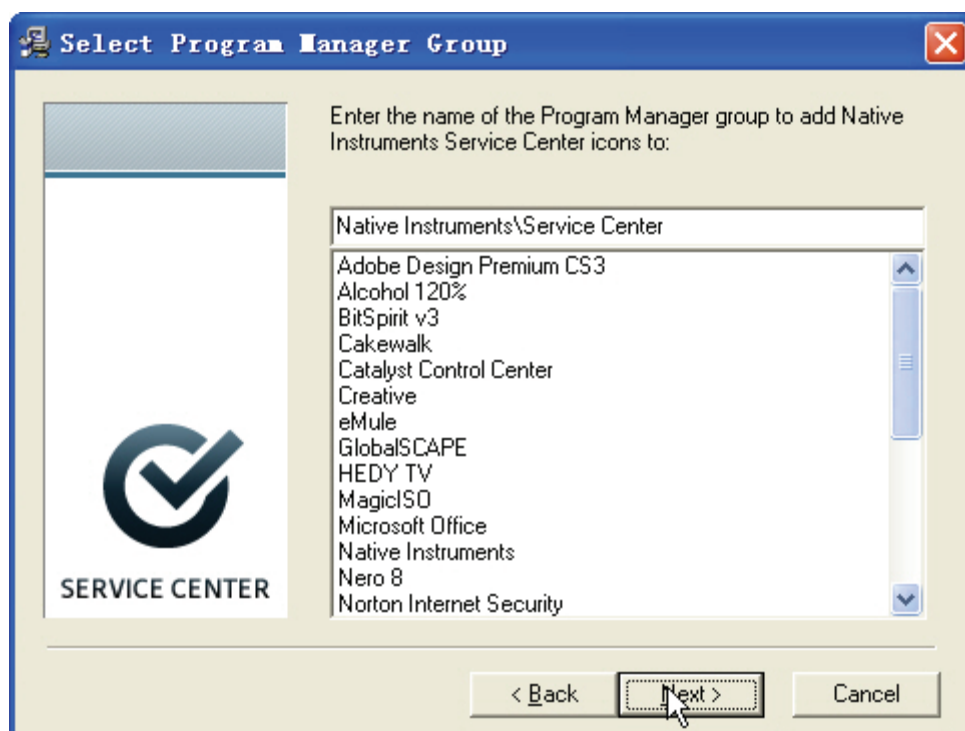 Select Program Manager Group
Enter the name of the Program Manager group to add Native
Instruments Service Center icons to:
Native Instruments\Service Center
Adobe Design Premium CS3
Alcohol 120%
BitSpirit v3
Cakewalk
Catalyst Control Center
Creative
eMule
GlobalSCAPE
HEDY TV
MagicISO
Microsoft Office
Native Instruments
Nero 8
Norton Internet Security
SERVICE CENTER
< Back
Next >
Cancel